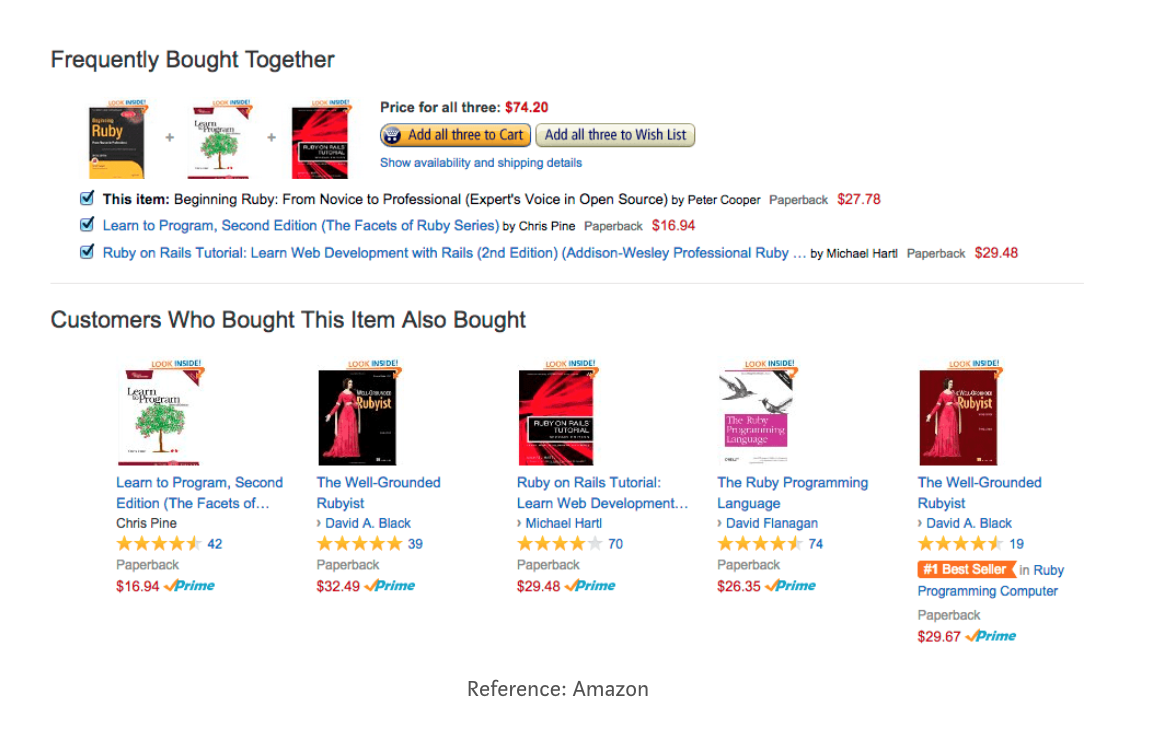 Frequently Bought Together
LOOK INSIDE! LOOK INSIDE! LOOK INSIDE!
Beginning
Ruby
Learn
to Program
RUBY ON RAILS
TUTORIAL
+ +
Price for all three: $74.20
Add all three to Cart Add all three to Wish List
Show availability and shipping details
This item: Beginning Ruby: From Novice to Professional (Expert's Voice in Open Source) by Peter Cooper Paperback $27.78
Learn to Program, Second Edition (The Facets of Ruby Series) by Chris Pine Paperback $16.94
Ruby on Rails Tutorial: Learn Web Development with Rails (2nd Edition) (Addison-Wesley Professional Ruby ... by Michael Hartl Paperback $29.48
Customers Who Bought This Item Also Bought
LOOK INSIDE!
Learn
to Program
Learn to Program, Second
Edition (The Facets of…
Chris Pine
42
Paperback
$16.94 Prime
LOOK INSIDE!
WELL-GROUNDED
Rubyist
The Well-Grounded
Rubyist
› David A. Black
39
Paperback
$32.49 Prime
LOOK INSIDE!
RUBY ON RAILS
TUTORIAL
Ruby on Rails Tutorial:
Learn Web Development…
› Michael Hartl
70
Paperback
$29.48 Prime
LOOK INSIDE!
The Ruby
Programming
Language
O'REILLY
The Ruby Programming
Language
› David Flanagan
74
Paperback
$26.35 Prime
LOOK INSIDE!
WELL-GROUNDED
Rubyist
The Well-Grounded
Rubyist
› David A. Black
19
#1 Best Seller in Ruby
Programming Computer
Paperback
$29.67 Prime
Reference: Amazon